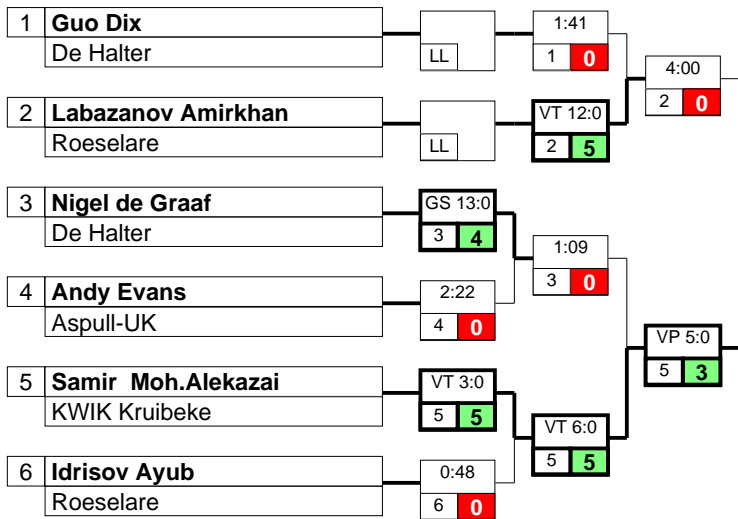 1 Guo Dix 1:41
De Halter LL 1 0
4:00
2 0
2 Labazanov Amirkhan VT 12:0
Roeselare LL 2 5
3 Nigel de Graaf GS 13:0
De Halter 3 4
1:09
3 0
4 Andy Evans 2:22
Aspull-UK 4 0
VP 5:0
5 3
5 Samir Moh.Alekazai VT 3:0
KWIK Kruibeke 5 5
VT 6:0
5 5
6 Idrisov Ayub 0:48
Roeselare 6 0